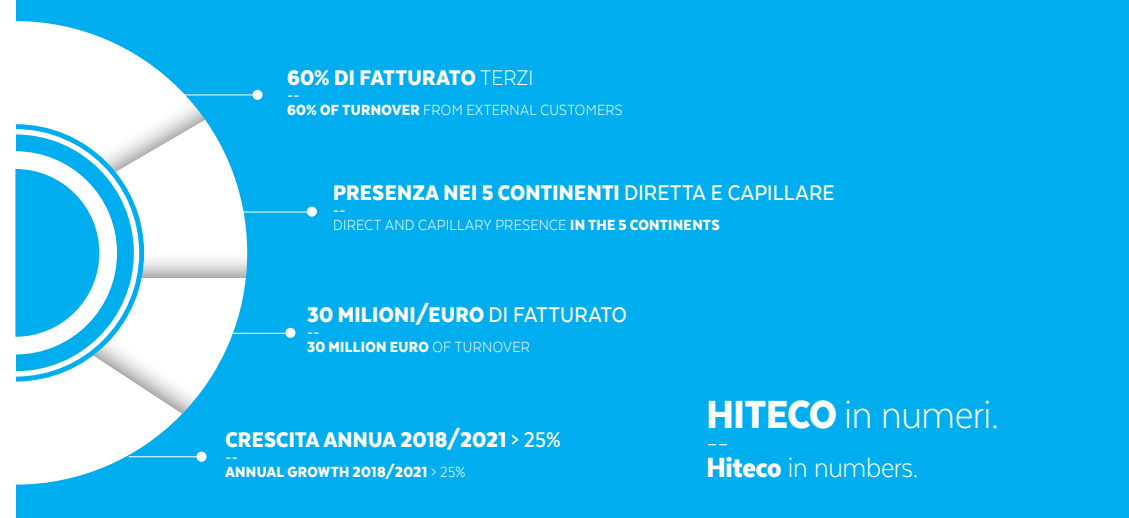 60% DI FATTURATO TERZI
--
60% OF TURNOVER FROM EXTERNAL CUSTOMERS
PRESENZA NEI 5 CONTINENTI DIRETTA E CAPILLARE
--
DIRECT AND CAPILLARY PRESENCE IN THE 5 CONTINENTS
30 MILIONI/EURO DI FATTURATO
--
30 MILLION EURO OF TURNOVER
CRESCITA ANNUA 2018/2021 > 25%
--
ANNUAL GROWTH 2018/2021 > 25%
HITECO in numeri.
--
Hiteco in numbers.